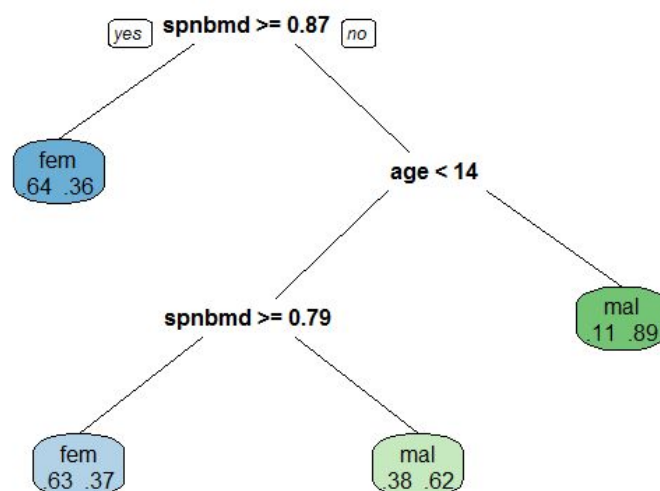 yes spnbmd >= 0.87 no
fem
.64 .36
age < 14
mal
.11 .89
spnbmd >= 0.79
fem
.63 .37
mal
.38 .62